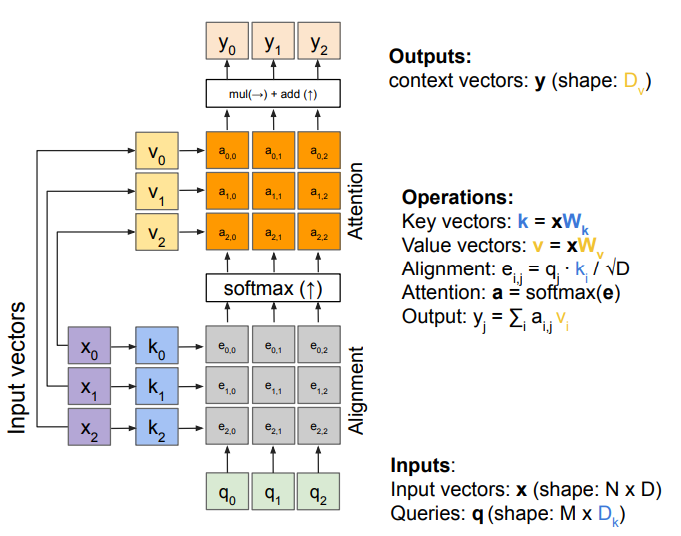 y0 y1 y2
mul(→) + add (↑)
v0 a0,0 a0,1 a0,2
v1 a1,0 a1,1 a1,2
v2 a2,0 a2,1 a2,2
Attention
softmax (↑)
Input vectors
x0 k0 e0,0 e0,1 e0,2
x1 k1 e1,0 e1,1 e1,2
x2 k2 e2,0 e2,1 e2,2
Alignment
q0 q1 q2
Outputs:
context vectors: y (shape: Dv)
Operations:
Key vectors: k = xWk
Value vectors: v = xWv
Alignment: ei,j = qj · ki / √D
Attention: a = softmax(e)
Output: yj = ∑i ai,j vi
Inputs:
Input vectors: x (shape: N x D)
Queries: q (shape: M x Dk)